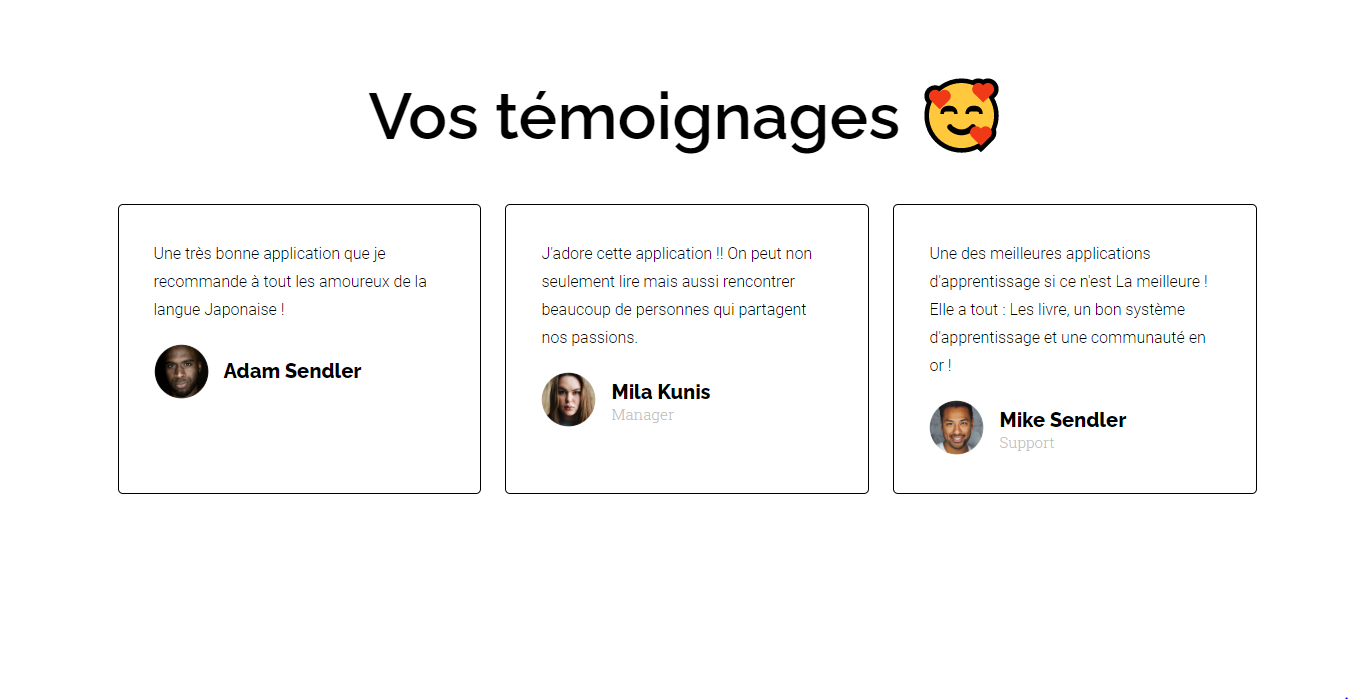 Vos témoignages
Une très bonne application que je
recommande à tout les amoureux de la
langue Japonaise !
Adam Sendler
J'adore cette application !! On peut non
seulement lire mais aussi rencontrer
beaucoup de personnes qui partagent
nos passions.
Mila Kunis
Manager
Une des meilleures applications
d'apprentissage si ce n'est La meilleure !
Elle a tout : Les livre, un bon système
d'apprentissage et une communauté en
or !
Mike Sendler
Support